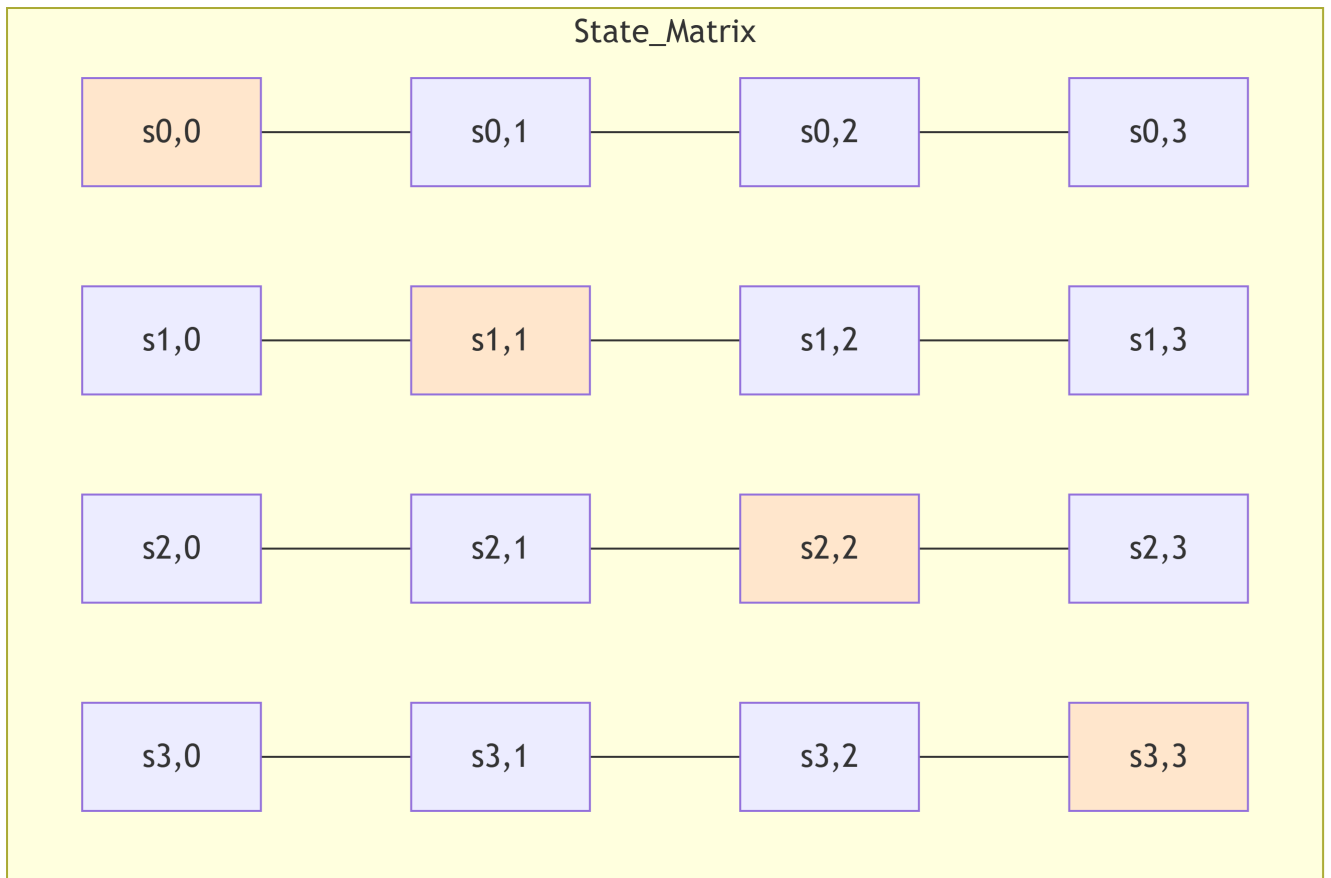 State_Matrix
s0,0 s0,1 s0,2 s0,3
s1,0 s1,1 s1,2 s1,3
s2,0 s2,1 s2,2 s2,3
s3,0 s3,1 s3,2 s3,3